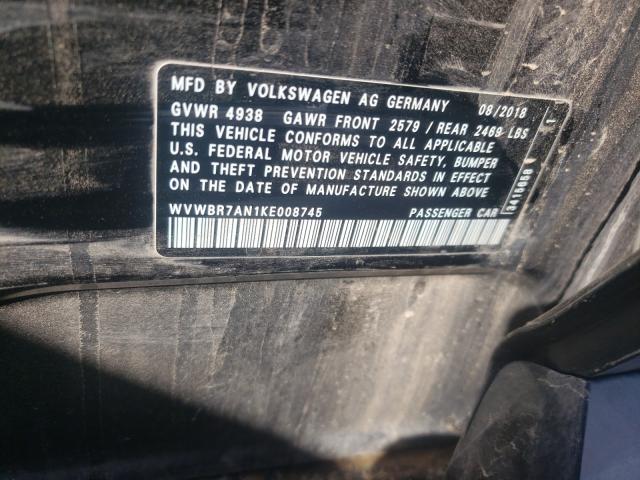 MFD BY VOLKSWAGEN AG GERMANY 08/2018
GVWR 4938 GAWR FRONT 2579 / REAR 2469 LBS
THIS VEHICLE CONFORMS TO ALL APPLICABLE
U.S. FEDERAL MOTOR VEHICLE SAFETY, BUMPER
AND THEFT PREVENTION STANDARDS IN EFFECT
ON THE DATE OF MANUFACTURE SHOWN ABOVE
WVWBR7AN1KE008745 PASSENGER CAR